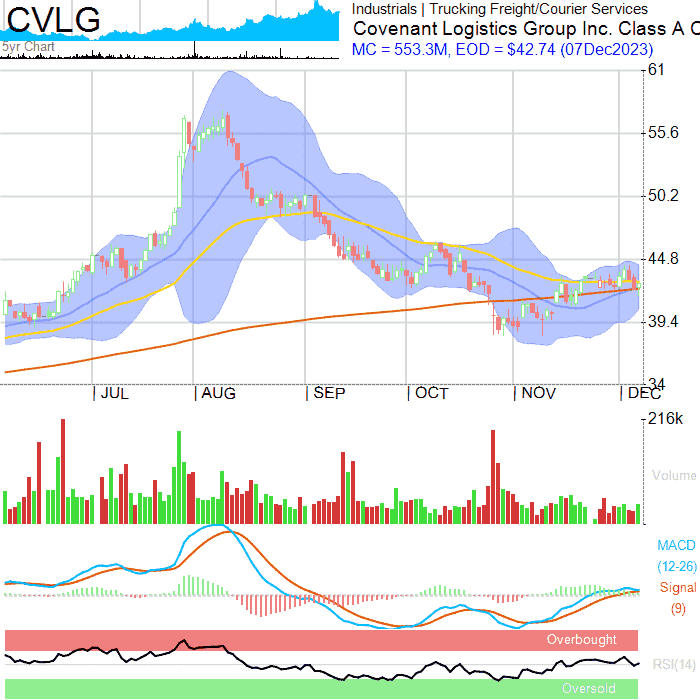 CVLG
5yr Chart
Industrials | Trucking Freight/Courier Services
Covenant Logistics Group Inc. Class A C
MC = 553.3M, EOD = $42.74 (07Dec2023)
61
55.6
50.2
44.8
39.4
34
JUL AUG SEP OCT NOV DEC
216k
Volume
MACD
(12-26)
Signal
(9)
Overbought
RSI(14)
Oversold